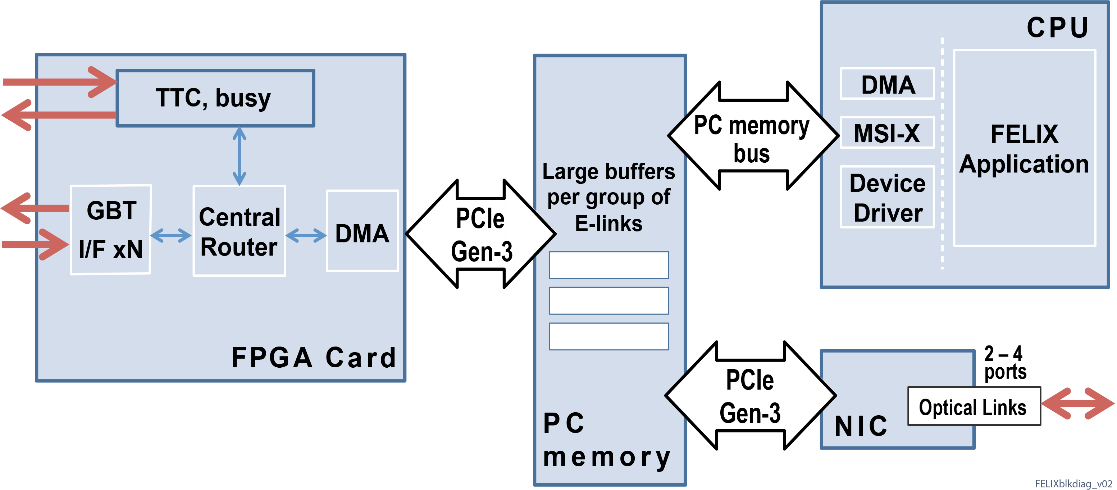 TTC, busy
GBT
I/F xN
Central
Router
DMA
FPGA Card
PCIe
Gen-3
Large buffers
per group of
E-links
PC
memory
PC memory
bus
CPU
DMA
MSI-X
Device
Driver
FELIX
Application
PCIe
Gen-3
NIC
2 – 4
ports
Optical Links
FELIXblkdiag_v02